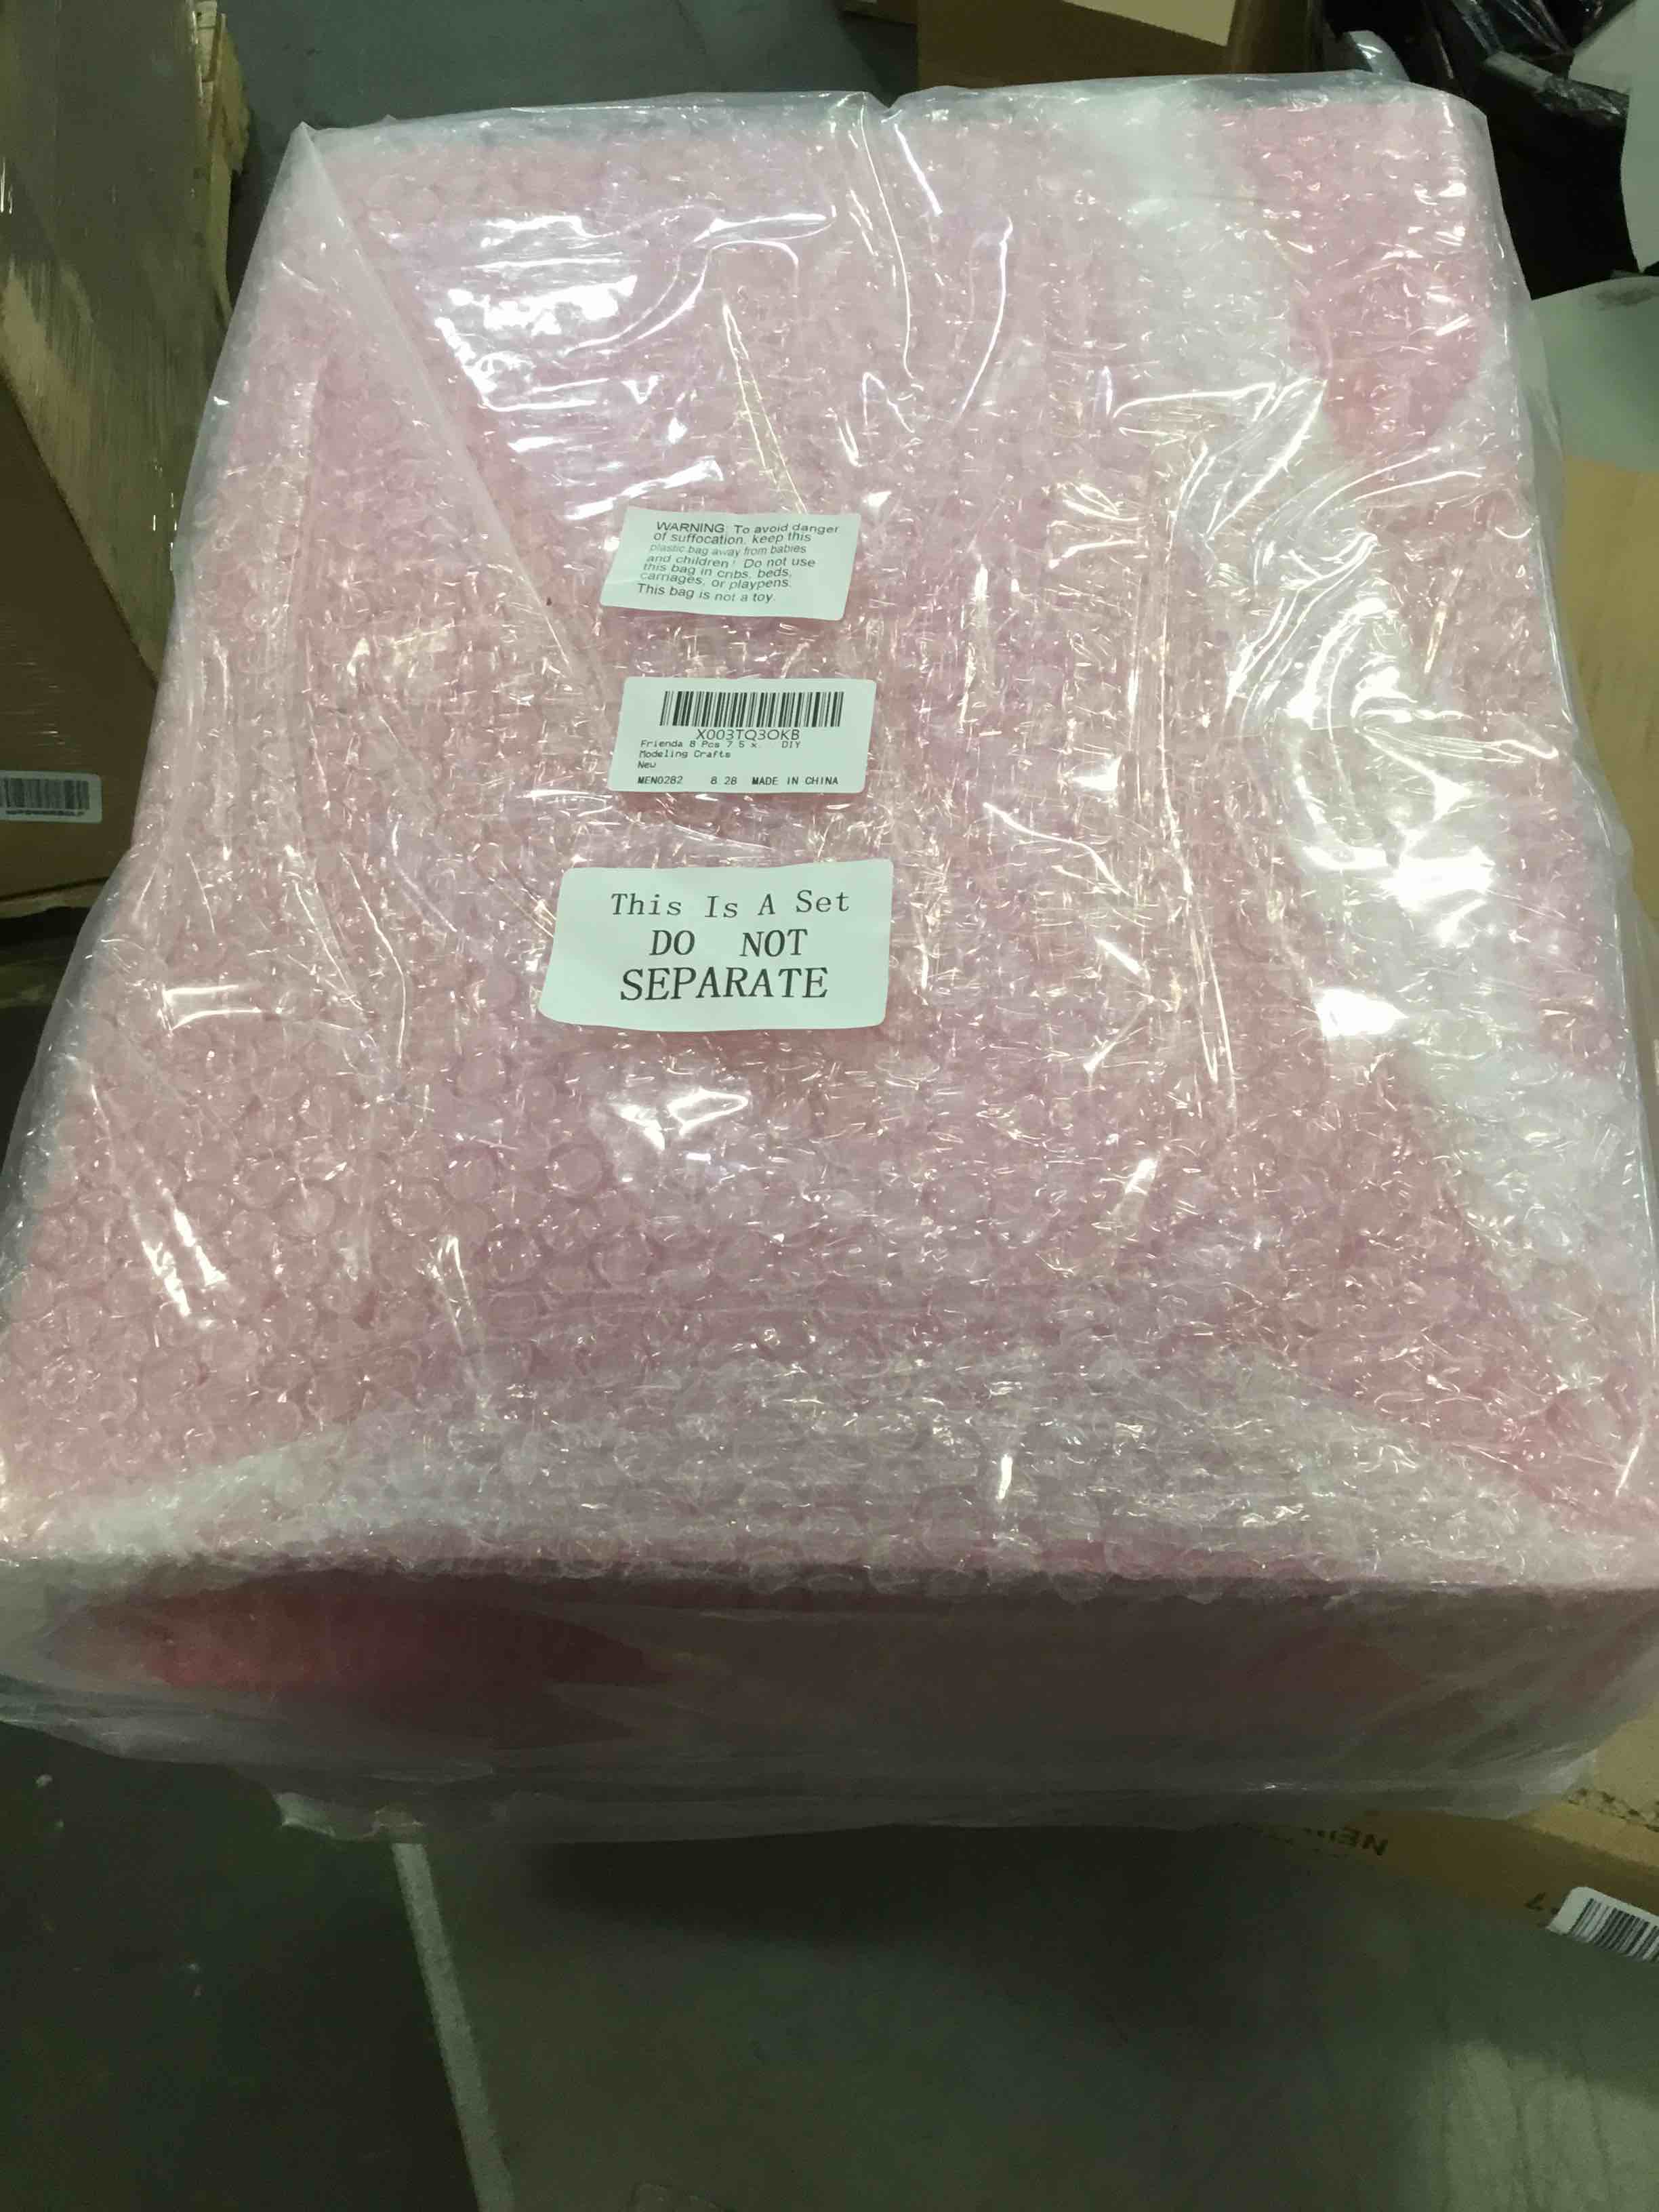 WARNING: To avoid danger
of suffocation, keep this
plastic bag away from babies
and children! Do not use
this bag in cribs, beds,
carriages, or playpens.
This bag is not a toy.
X003TQ3OKB
Frienda 8 Pcs 7.5 x... DIY
Modeling Crafts
New
MEN0282 8.28 MADE IN CHINA
This Is A Set
DO NOT
SEPARATE